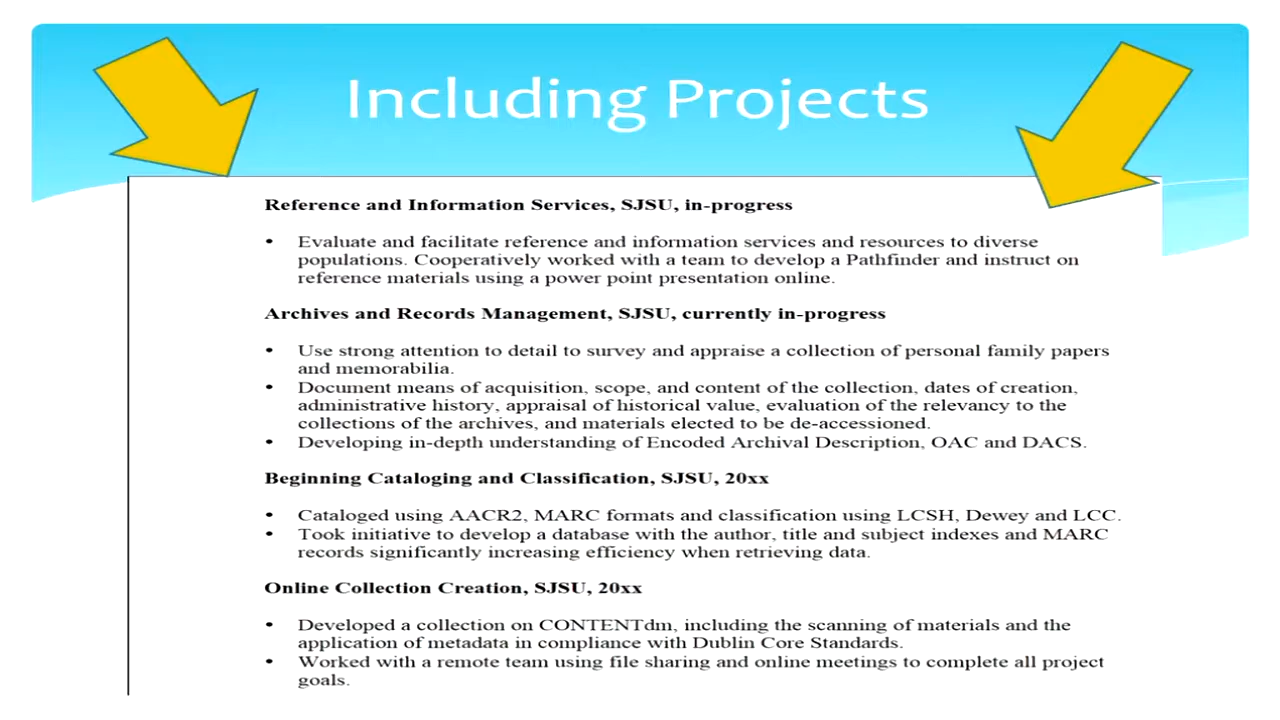 Including Projects
Reference and Information Services, SJSU, in-progress
• Evaluate and facilitate reference and information services and resources to diverse
populations. Cooperatively worked with a team to develop a Pathfinder and instruct on
reference materials using a power point presentation online.
Archives and Records Management, SJSU, currently in-progress
• Use strong attention to detail to survey and appraise a collection of personal family papers
and memorabilia.
• Document means of acquisition, scope, and content of the collection, dates of creation,
administrative history, appraisal of historical value, evaluation of the relevancy to the
collections of the archives, and materials elected to be de-accessioned.
• Developing in-depth understanding of Encoded Archival Description, OAC and DACS.
Beginning Cataloging and Classification, SJSU, 20xx
• Cataloged using AACR2, MARC formats and classification using LCSH, Dewey and LCC.
• Took initiative to develop a database with the author, title and subject indexes and MARC
records significantly increasing efficiency when retrieving data.
Online Collection Creation, SJSU, 20xx
• Developed a collection on CONTENTdm, including the scanning of materials and the
application of metadata in compliance with Dublin Core Standards.
• Worked with a remote team using file sharing and online meetings to complete all project
goals.